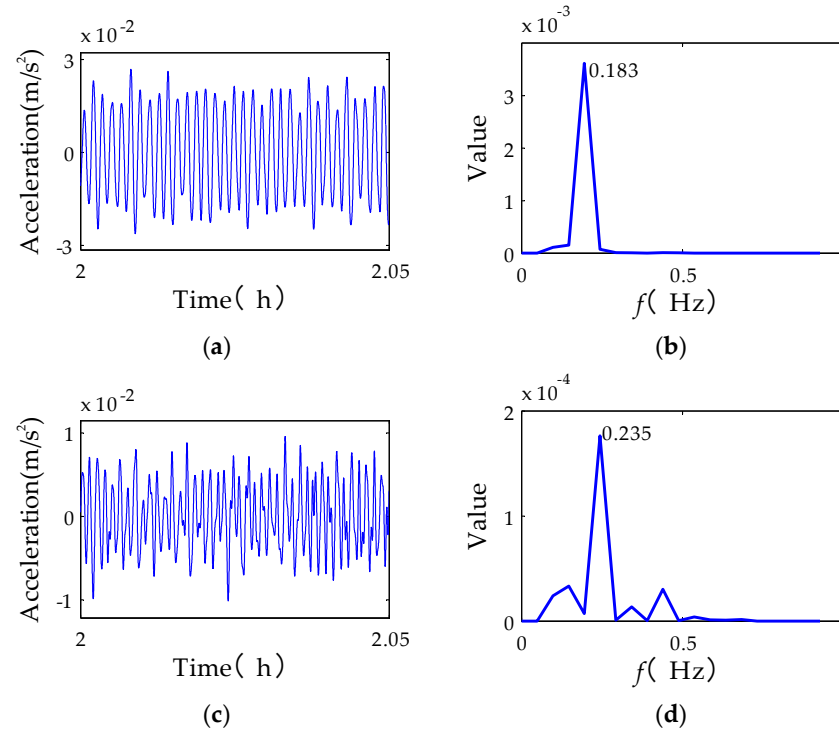 x 10^-2
Acceleration(m/s²)
3
0
-3
2
2.05
Time( h)
(a)
x 10^-3
Value
3
2
1
0
0.183
0
0.5
f( Hz)
(b)
x 10^-2
Acceleration(m/s²)
1
0
-1
2
2.05
Time( h)
(c)
x 10^-4
Value
2
1
0
0.235
0
0.5
f( Hz)
(d)